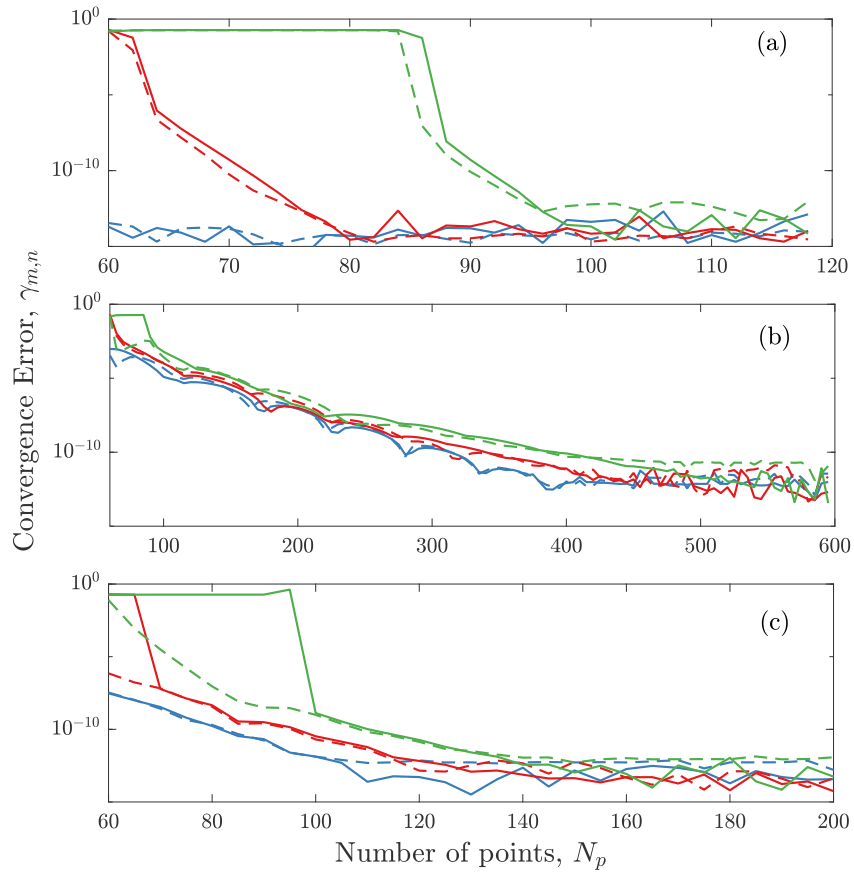 10^0
(a)
10^{-10}
60 70 80 90 100 110 120
Convergence Error, γ_{m,n}
10^0
(b)
10^{-10}
100 200 300 400 500 600
10^0
(c)
10^{-10}
60 80 100 120 140 160 180 200
Number of points, N_p